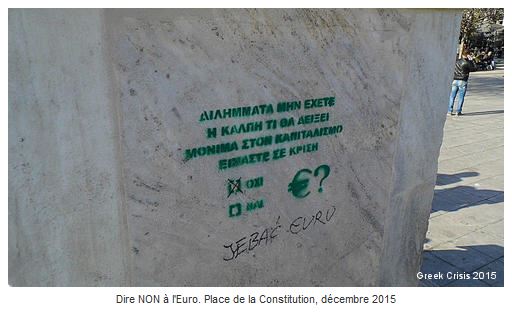 ΔΙΛΗΜΜΑΤΑ ΜΗΝ ΕΧΕΤΕ
Η ΚΑΛΠΗ ΤΙ ΘΑ ΔΕΙΞΕΙ
ΜΟΝΙΜΑ ΣΤΟΝ ΚΑΠΙΤΑΛΙΣΜΟ
ΕΙΜΑΣΤΕ ΣΕ ΚΡΙΣΗ
ΟΧΙ
ΝΑΙ
€?
JEBAĆ EURO
Greek Crisis 2015
Dire NON à l'Euro. Place de la Constitution, décembre 2015